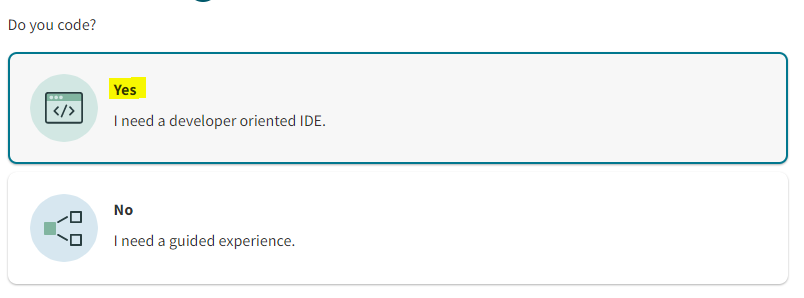 Do you code?
Yes
I need a developer oriented IDE.
No
I need a guided experience.